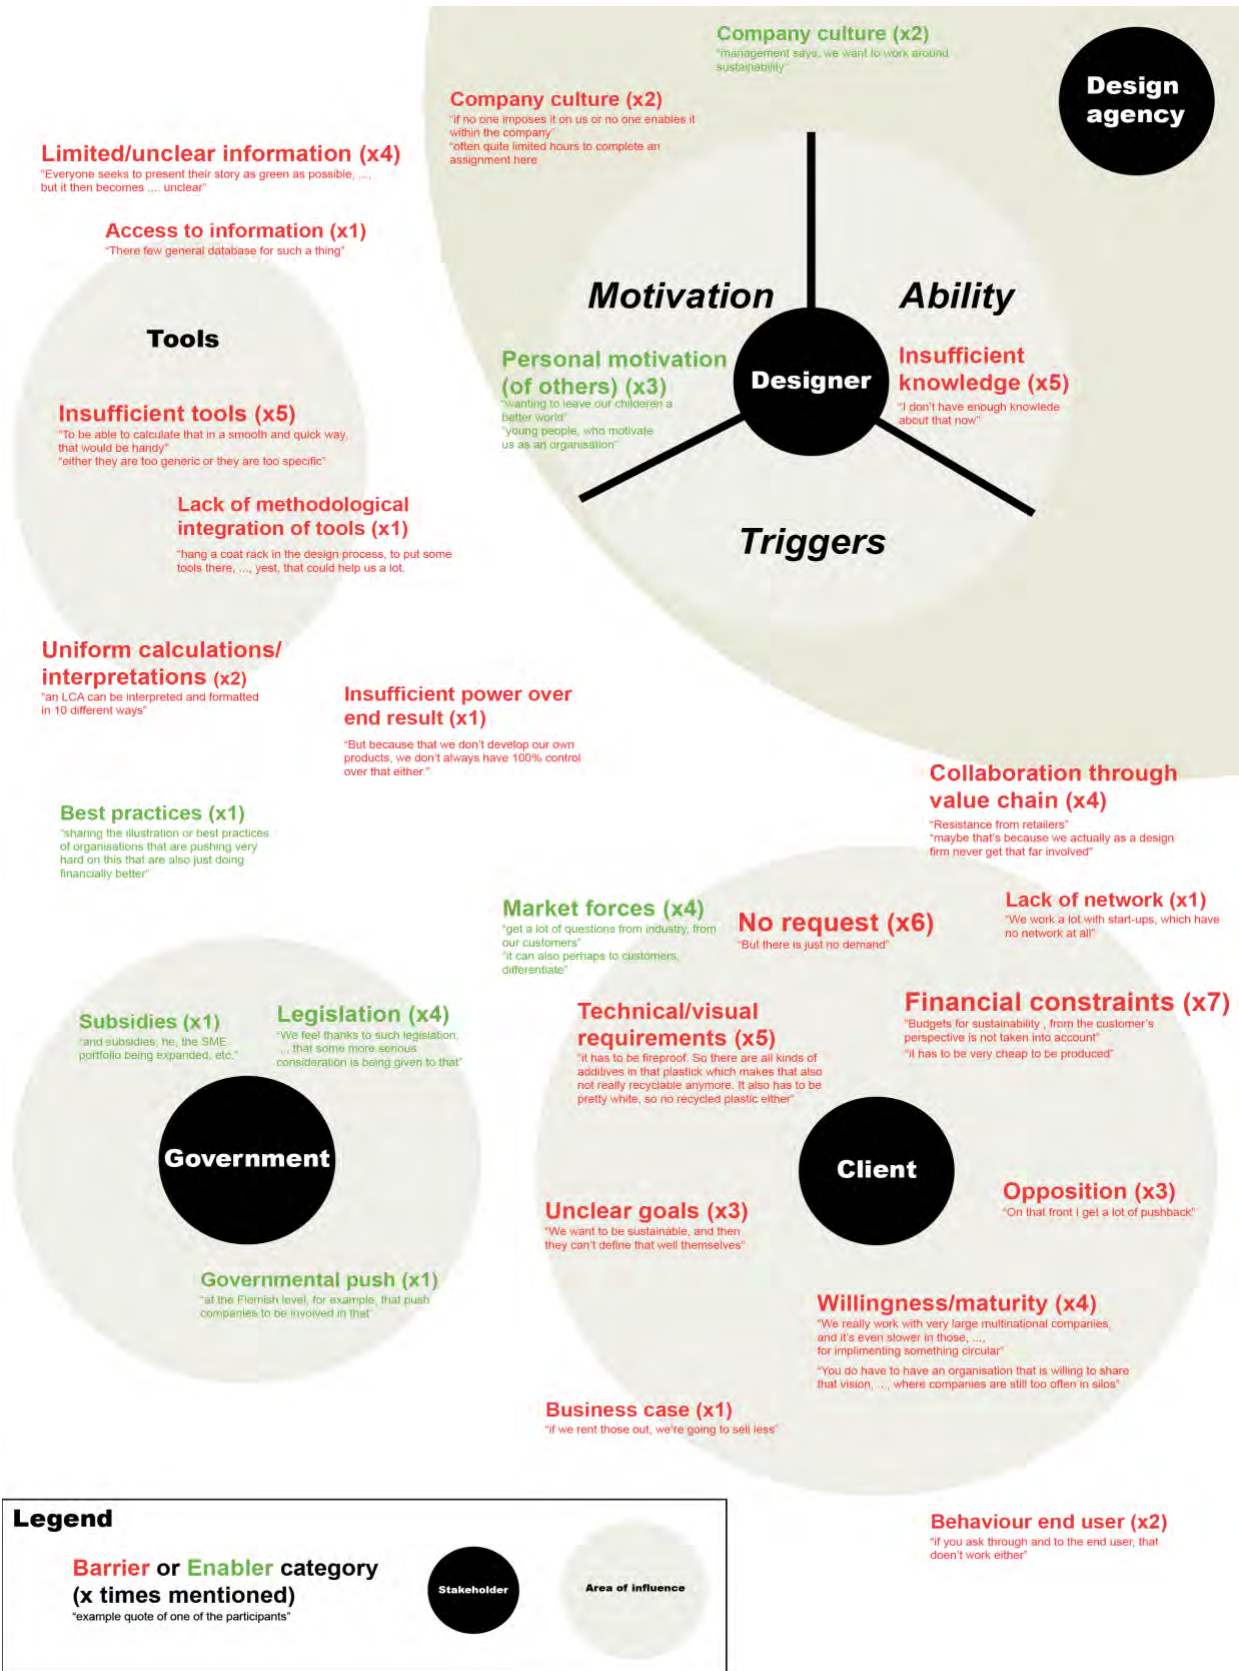 Company culture (x2)
"management says, we want to work around
sustainability"
Design
agency
Company culture (x2)
"if no one imposes it on us or no one enables it
within the company"
"often quite limited hours to complete an
assignment here
Limited/unclear information (x4)
"Everyone seeks to present their story as green as possible, ...,
but it then becomes .... unclear"
Access to information (x1)
"There few general database for such a thing"
Motivation
Ability
Tools
Personal motivation
(of others) (x3)
"wanting to leave our childeren a
better world"
"young people, who motivate
us as an organisation"
Designer
Insufficient
knowledge (x5)
"I don't have enough knowlede
about that now"
Insufficient tools (x5)
"To be able to calculate that in a smooth and quick way,
that would be handy"
"either they are too generic or they are too specific"
Lack of methodological
integration of tools (x1)
"hang a coat rack in the design process, to put some
tools there, ..., yest, that could help us a lot.
Triggers
Uniform calculations/
interpretations (x2)
"an LCA can be interpreted and formatted
in 10 different ways"
Insufficient power over
end result (x1)
"But because that we don't develop our own
products, we don't always have 100% control
over that either."
Collaboration through
value chain (x4)
"Resistance from retailers"
"maybe that's because we actually as a design
firm never get that far involved"
Best practices (x1)
"sharing the illustration or best practices
of organisations that are pushing very
hard on this that are also just doing
financially better"
Market forces (x4)
"get a lot of questions from industry, from
our customers"
"it can also perhaps to customers,
differentiate"
No request (x6)
"But there is just no demand"
Lack of network (x1)
"We work a lot with start-ups, which have
no network at all"
Subsidies (x1)
"and subsidies, he, the SME
portfolio being expanded, etc."
Legislation (x4)
"We feel thanks to such legislation,
... that some more serious
consideration is being given to that"
Technical/visual
requirements (x5)
"it has to be fireproof. So there are all kinds of
additives in that plastick which makes that also
not really recyclable anymore. It also has to be
pretty white, so no recycled plastic either"
Financial constraints (x7)
"Budgets for sustainability , from the customer's
perspective is not taken into account"
"it has to be very cheap to be produced"
Government
Client
Unclear goals (x3)
"We want to be sustainable, and then
they can't define that well themselves"
Opposition (x3)
"On that front I get a lot of pushback"
Governmental push (x1)
"at the Flemish level, for example, that push
companies to be involved in that"
Willingness/maturity (x4)
"We really work with very large multinational companies,
and it's even slower in those, ...,
for implimenting something circular"
"You do have to have an organisation that is willing to share
that vision, ..., where companies are still too often in silos"
Business case (x1)
"if we rent those out, we're going to sell less"
Behaviour end user (x2)
"if you ask through and to the end user, that
doen't work either"
Legend
Barrier or Enabler category
(x times mentioned)
"example quote of one of the participants"
Stakeholder
Area of influence